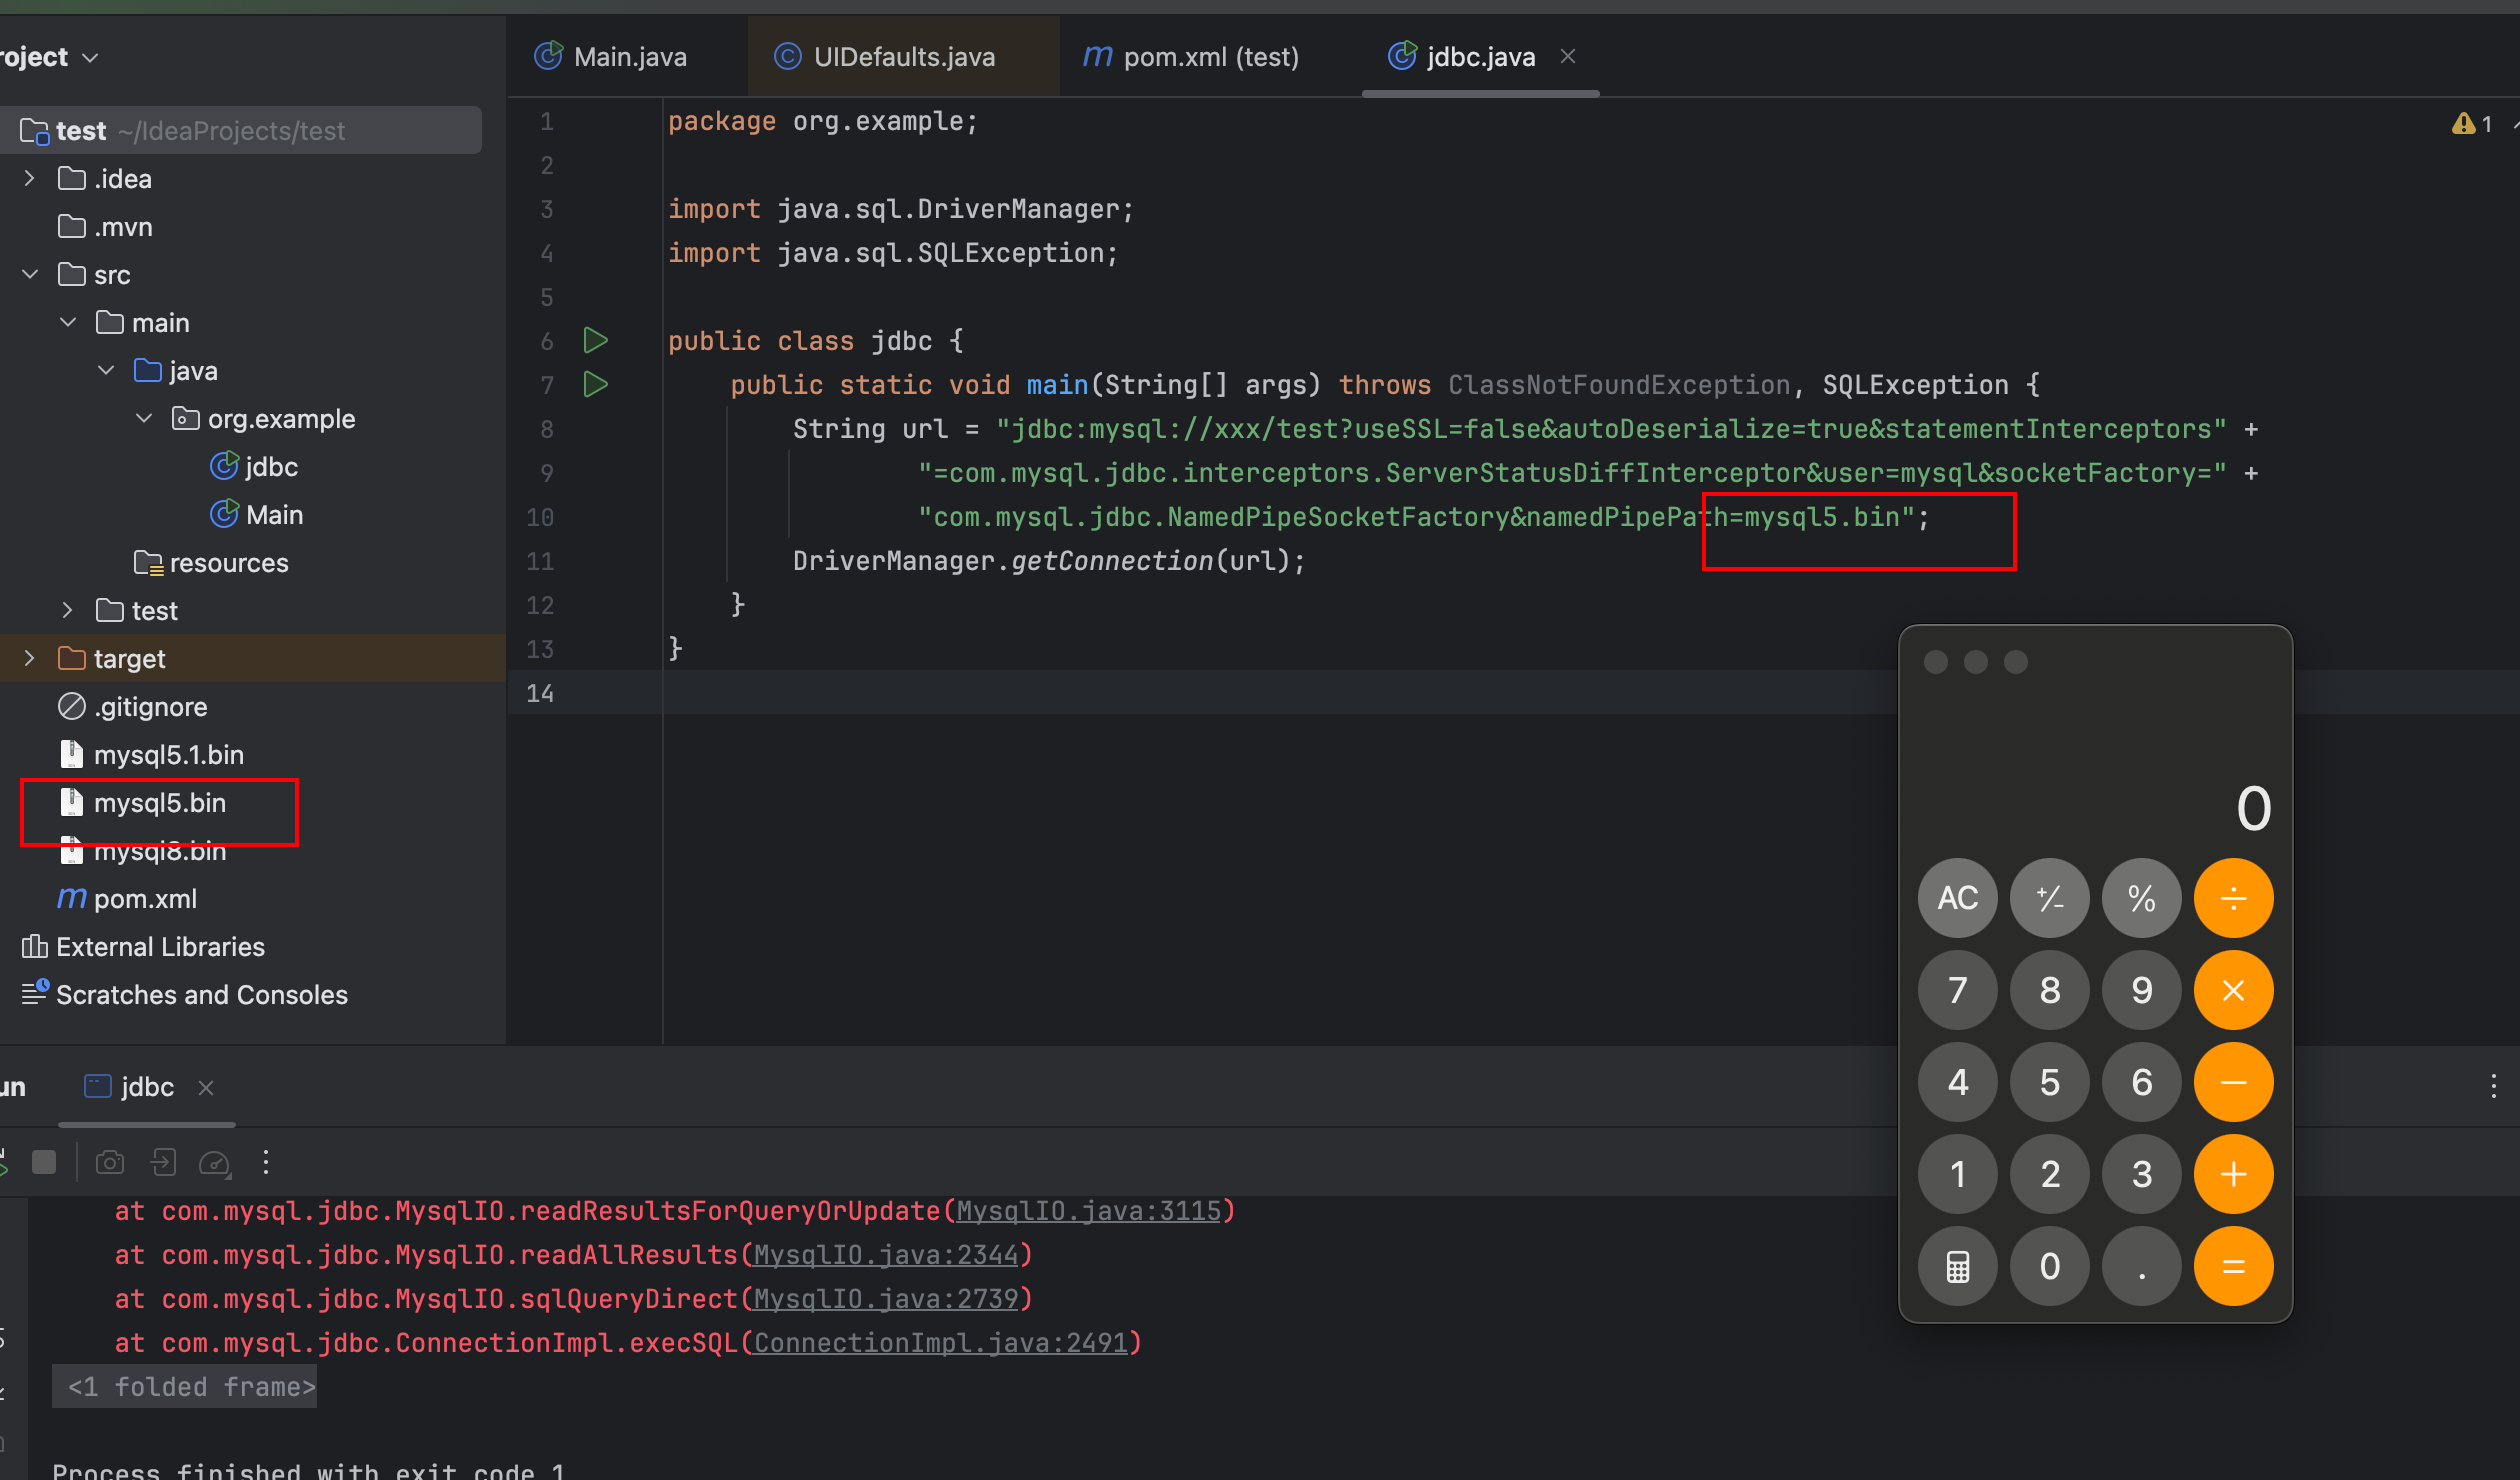 roject
test ~/IdeaProjects/test
.idea
.mvn
src
main
java
org.example
jdbc
Main
resources
test
target
.gitignore
mysql5.1.bin
mysql5.bin
mysql8.bin
pom.xml
External Libraries
Scratches and Consoles
Main.java UIDefaults.java pom.xml (test) jdbc.java
1
1 package org.example;
2
3 import java.sql.DriverManager;
4 import java.sql.SQLException;
5
6 public class jdbc {
7 public static void main(String[] args) throws ClassNotFoundException, SQLException {
8 String url = "jdbc:mysql://xxx/test?useSSL=false&autoDeserialize=true&statementInterceptors" +
9 "=com.mysql.jdbc.interceptors.ServerStatusDiffInterceptor&user=mysql&socketFactory=" +
10 "com.mysql.jdbc.NamedPipeSocketFactory&namedPipePath=mysql5.bin";
11 DriverManager.getConnection(url);
12 }
13 }
14
0
AC +/− % ÷
7 8 9 ×
4 5 6 −
1 2 3 +
0 . =
un jdbc
at com.mysql.jdbc.MysqlIO.readResultsForQueryOrUpdate(MysqlIO.java:3115)
at com.mysql.jdbc.MysqlIO.readAllResults(MysqlIO.java:2344)
at com.mysql.jdbc.MysqlIO.sqlQueryDirect(MysqlIO.java:2739)
at com.mysql.jdbc.ConnectionImpl.execSQL(ConnectionImpl.java:2491)
<1 folded frame>
Process finished with exit code 1